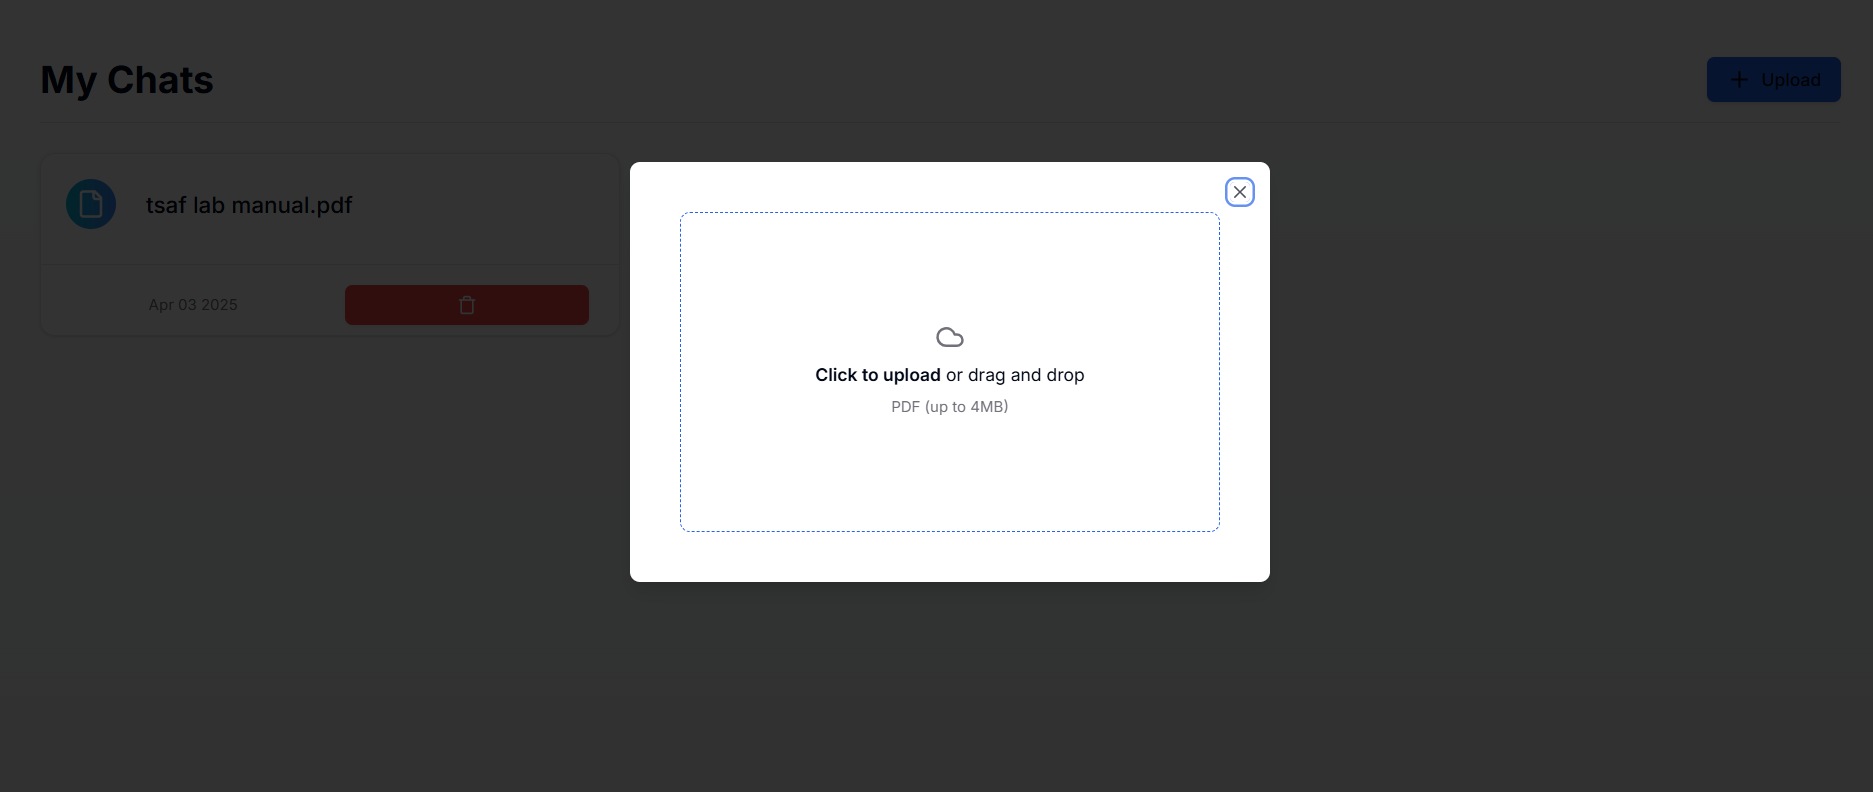 My Chats
Upload
tsaf lab manual.pdf
Apr 03 2025
Click to upload or drag and drop
PDF (up to 4MB)